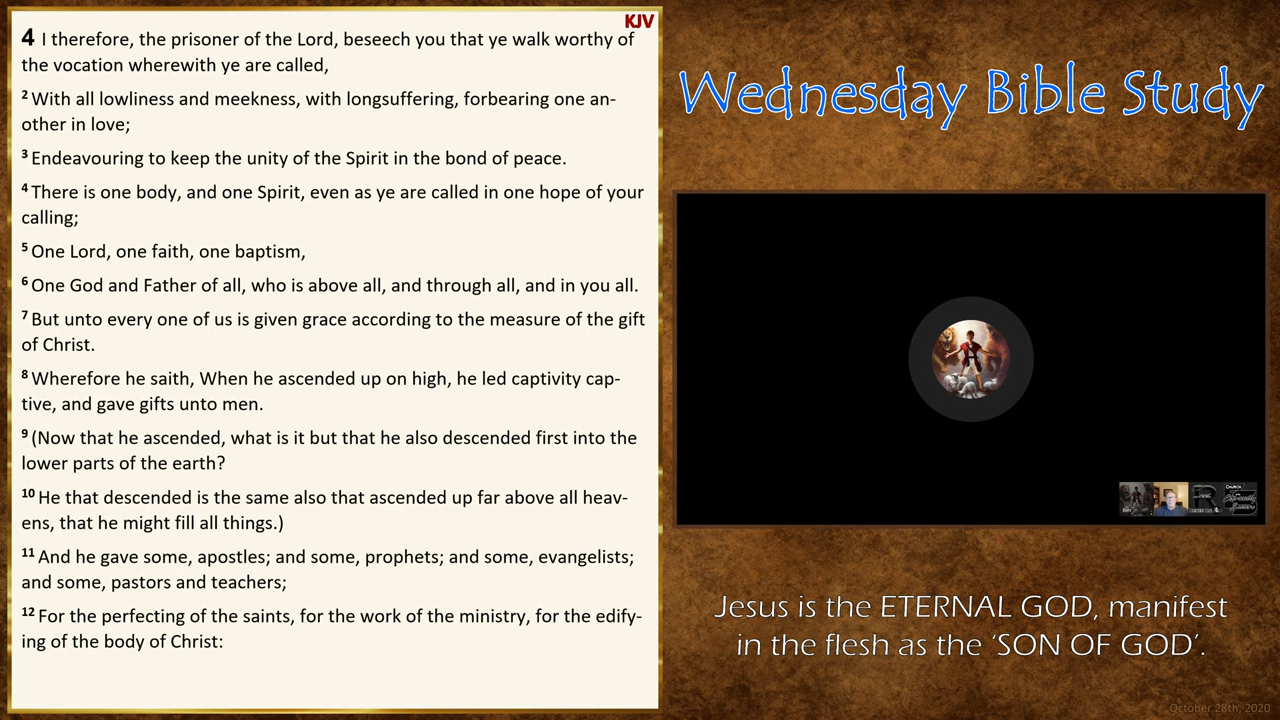 KJV
4 I therefore, the prisoner of the Lord, beseech you that ye walk worthy of
the vocation wherewith ye are called,
2 With all lowliness and meekness, with longsuffering, forbearing one an-
other in love;
3 Endeavouring to keep the unity of the Spirit in the bond of peace.
4 There is one body, and one Spirit, even as ye are called in one hope of your
calling;
5 One Lord, one faith, one baptism,
6 One God and Father of all, who is above all, and through all, and in you all.
7 But unto every one of us is given grace according to the measure of the gift
of Christ.
8 Wherefore he saith, When he ascended up on high, he led captivity cap-
tive, and gave gifts unto men.
9 (Now that he ascended, what is it but that he also descended first into the
lower parts of the earth?
10 He that descended is the same also that ascended up far above all heav-
ens, that he might fill all things.)
11 And he gave some, apostles; and some, prophets; and some, evangelists;
and some, pastors and teachers;
12 For the perfecting of the saints, for the work of the ministry, for the edify-
ing of the body of Christ:
Wednesday Bible Study
Jesus is the ETERNAL GOD, manifest
in the flesh as the ‘SON OF GOD’.
October 28th, 2020